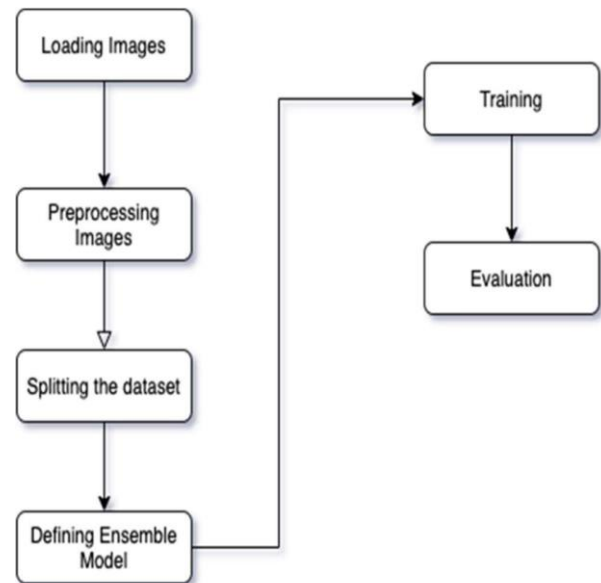 Loading Images
Preprocessing
Images
Splitting the dataset
Defining Ensemble
Model
Training
Evaluation